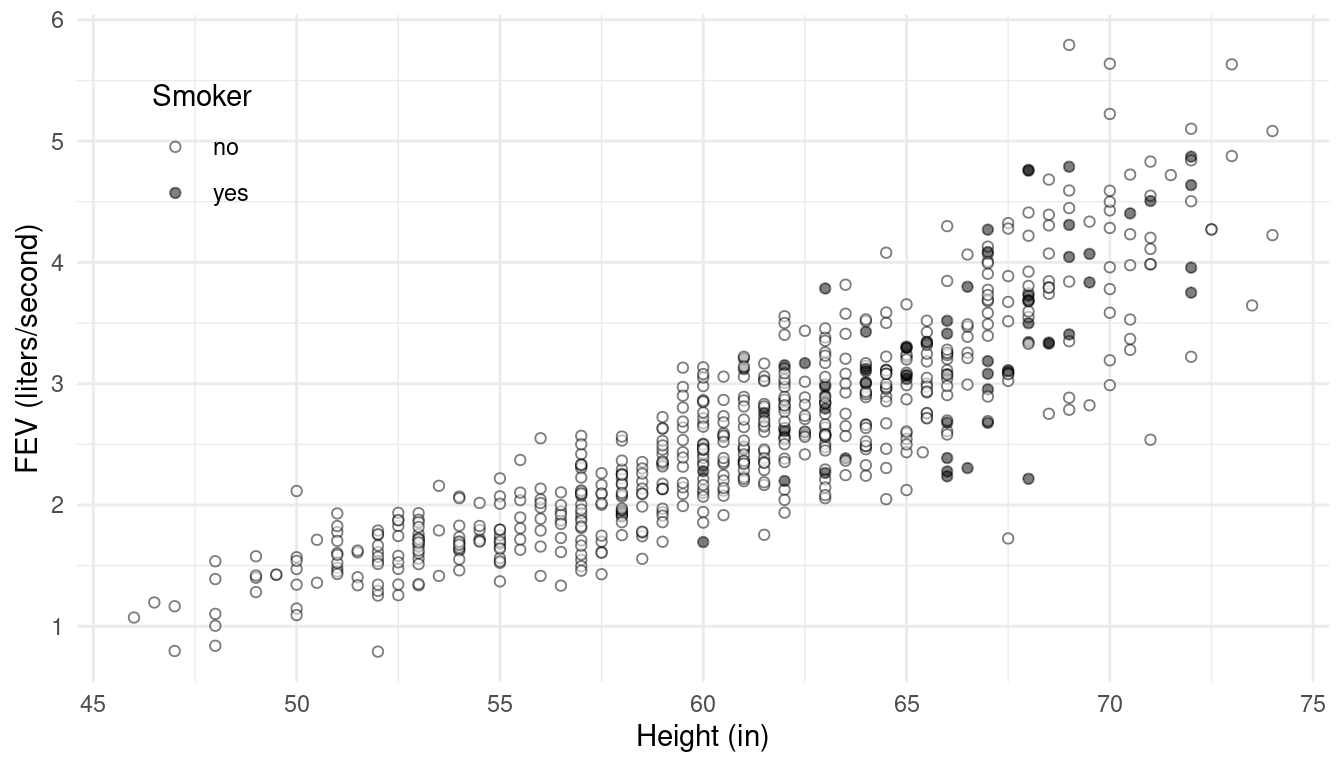 6
5
4
3
2
1
FEV (liters/second)
Smoker
no
yes
45 50 55 60 65 70 75
Height (in)